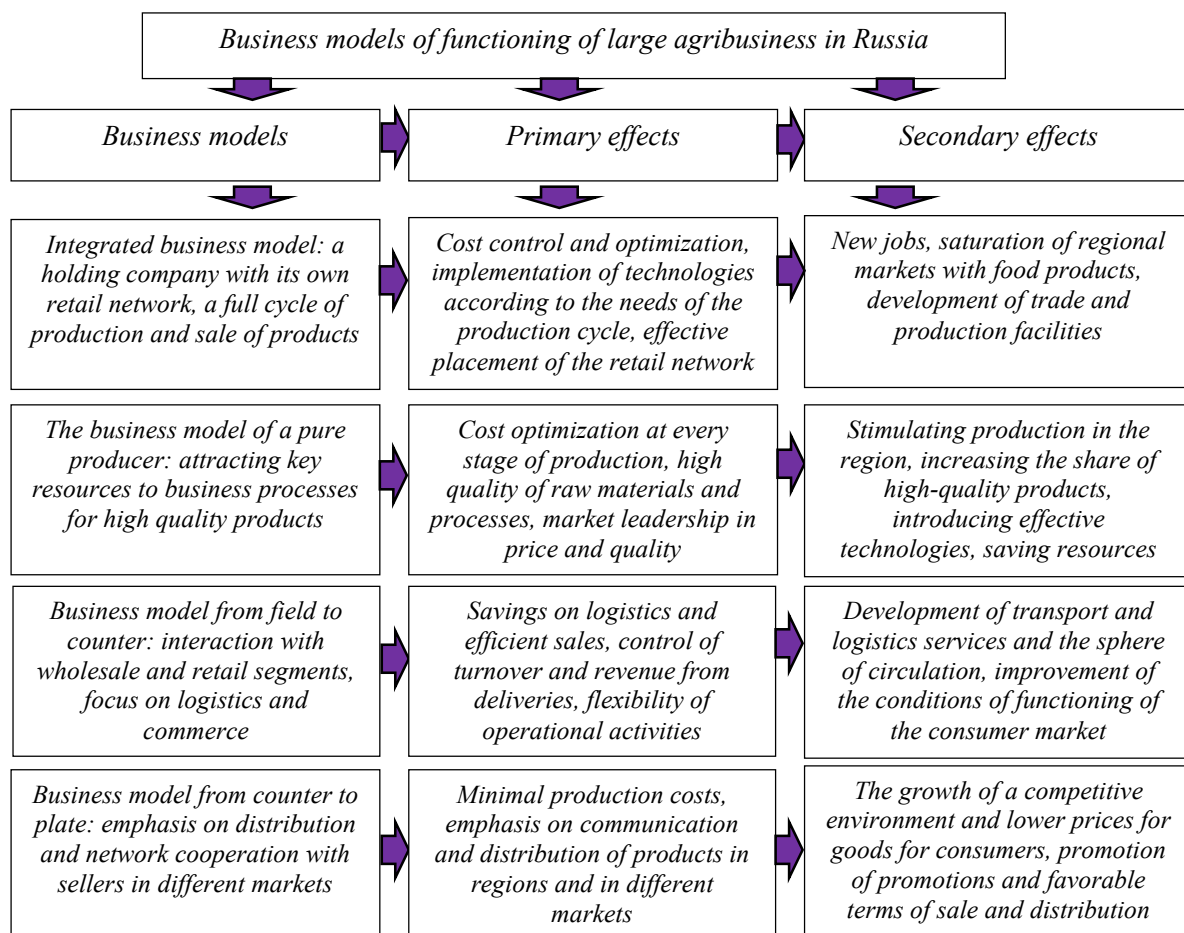 Business models of functioning of large agribusiness in Russia
Business models
Primary effects
Secondary effects
Integrated business model: a
holding company with its own
retail network, a full cycle of
production and sale of products
Cost control and optimization,
implementation of technologies
according to the needs of the
production cycle, effective
placement of the retail network
New jobs, saturation of regional
markets with food products,
development of trade and
production facilities
The business model of a pure
producer: attracting key
resources to business processes
for high quality products
Cost optimization at every
stage of production, high
quality of raw materials and
processes, market leadership in
price and quality
Stimulating production in the
region, increasing the share of
high-quality products,
introducing effective
technologies, saving resources
Business model from field to
counter: interaction with
wholesale and retail segments,
focus on logistics and
commerce
Savings on logistics and
efficient sales, control of
turnover and revenue from
deliveries, flexibility of
operational activities
Development of transport and
logistics services and the sphere
of circulation, improvement of
the conditions of functioning of
the consumer market
Business model from counter to
plate: emphasis on distribution
and network cooperation with
sellers in different markets
Minimal production costs,
emphasis on communication
and distribution of products in
regions and in different
markets
The growth of a competitive
environment and lower prices for
goods for consumers, promotion
of promotions and favorable
terms of sale and distribution